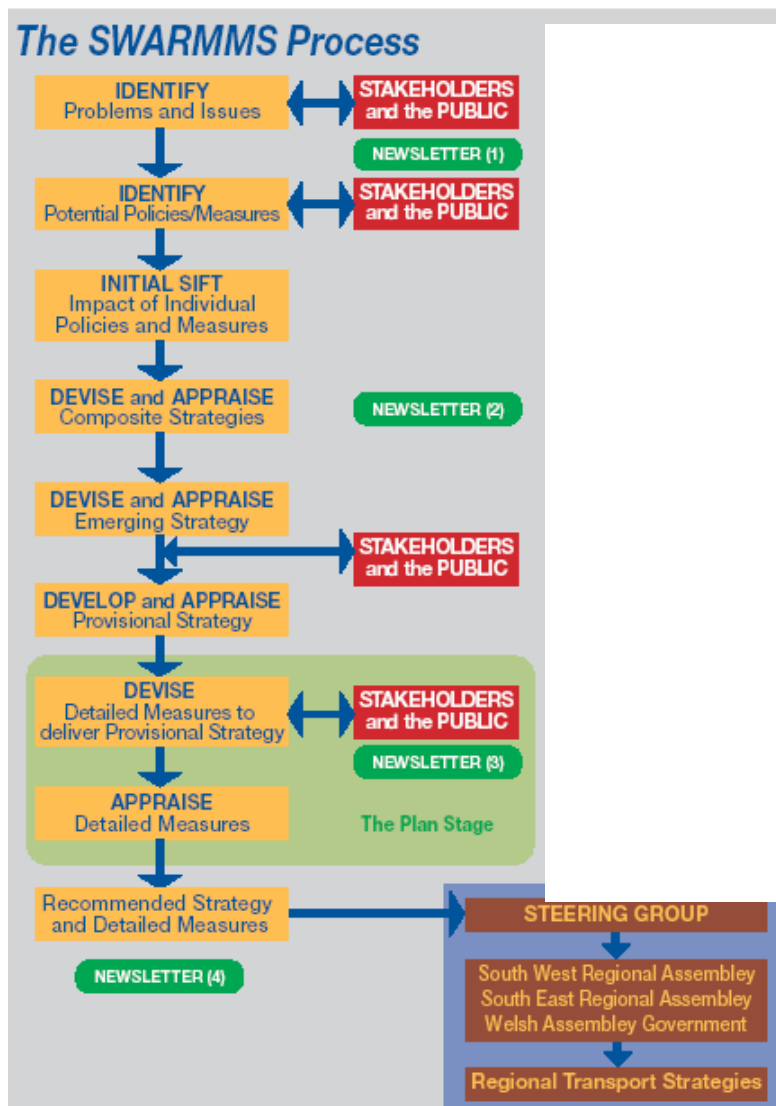 The SWARMMS Process
IDENTIFY
Problems and Issues
STAKEHOLDERS
and the PUBLIC
NEWSLETTER (1)
IDENTIFY
Potential Policies/Measures
STAKEHOLDERS
and the PUBLIC
INITIAL SIFT
Impact of Individual
Policies and Measures
DEVISE and APPRAISE
Composite Strategies
NEWSLETTER (2)
DEVISE and APPRAISE
Emerging Strategy
STAKEHOLDERS
and the PUBLIC
DEVELOP and APPRAISE
Provisional Strategy
DEVISE
Detailed Measures to
deliver Provisional Strategy
STAKEHOLDERS
and the PUBLIC
NEWSLETTER (3)
APPRAISE
Detailed Measures
The Plan Stage
Recommended Strategy
and Detailed Measures
NEWSLETTER (4)
STEERING GROUP
South West Regional Assembley
South East Regional Assembley
Welsh Assembley Government
Regional Transport Strategies